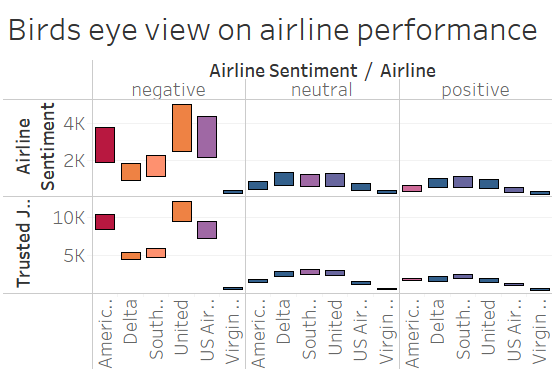 Birds eye view on airline performance
Airline Sentiment / Airline
negative neutral positive
Airline
Sentiment
4K
2K
Trusted J..
10K
5K
Americ.. Delta South.. United US Air.. Virgin .. Americ.. Delta South.. United US Air.. Virgin .. Americ.. Delta South.. United US Air.. Virgin ..